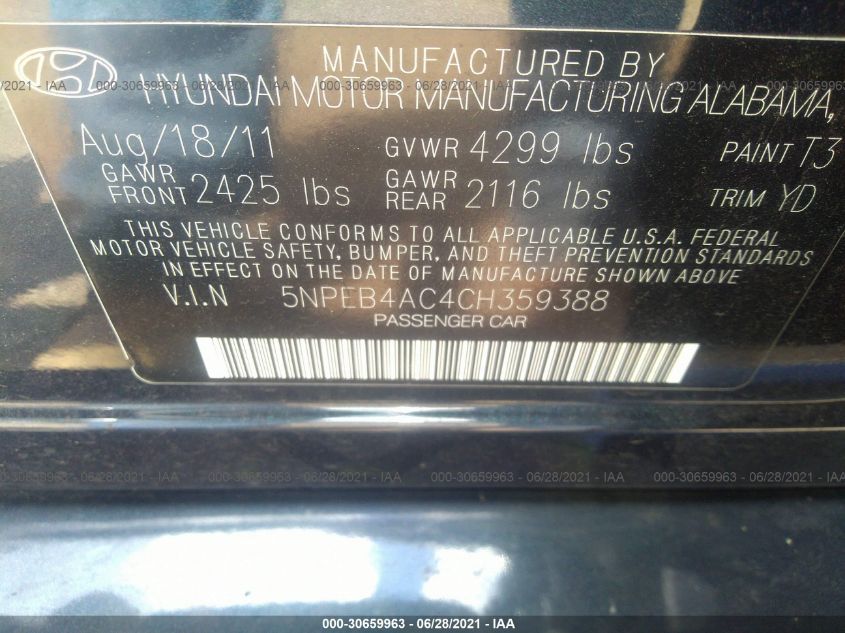 MANUFACTURED BY
HYUNDAI MOTOR MANUFACTURING ALABAMA,
Aug/18/11 GVWR 4299 lbs PAINT T3
GAWR FRONT 2425 lbs GAWR REAR 2116 lbs TRIM YD
THIS VEHICLE CONFORMS TO ALL APPLICABLE U.S.A. FEDERAL
MOTOR VEHICLE SAFETY, BUMPER, AND THEFT PREVENTION STANDARDS
IN EFFECT ON THE DATE OF MANUFACTURE SHOWN ABOVE
V.I.N 5NPEB4AC4CH359388
PASSENGER CAR
000-30659963 - 06/28/2021 - IAA